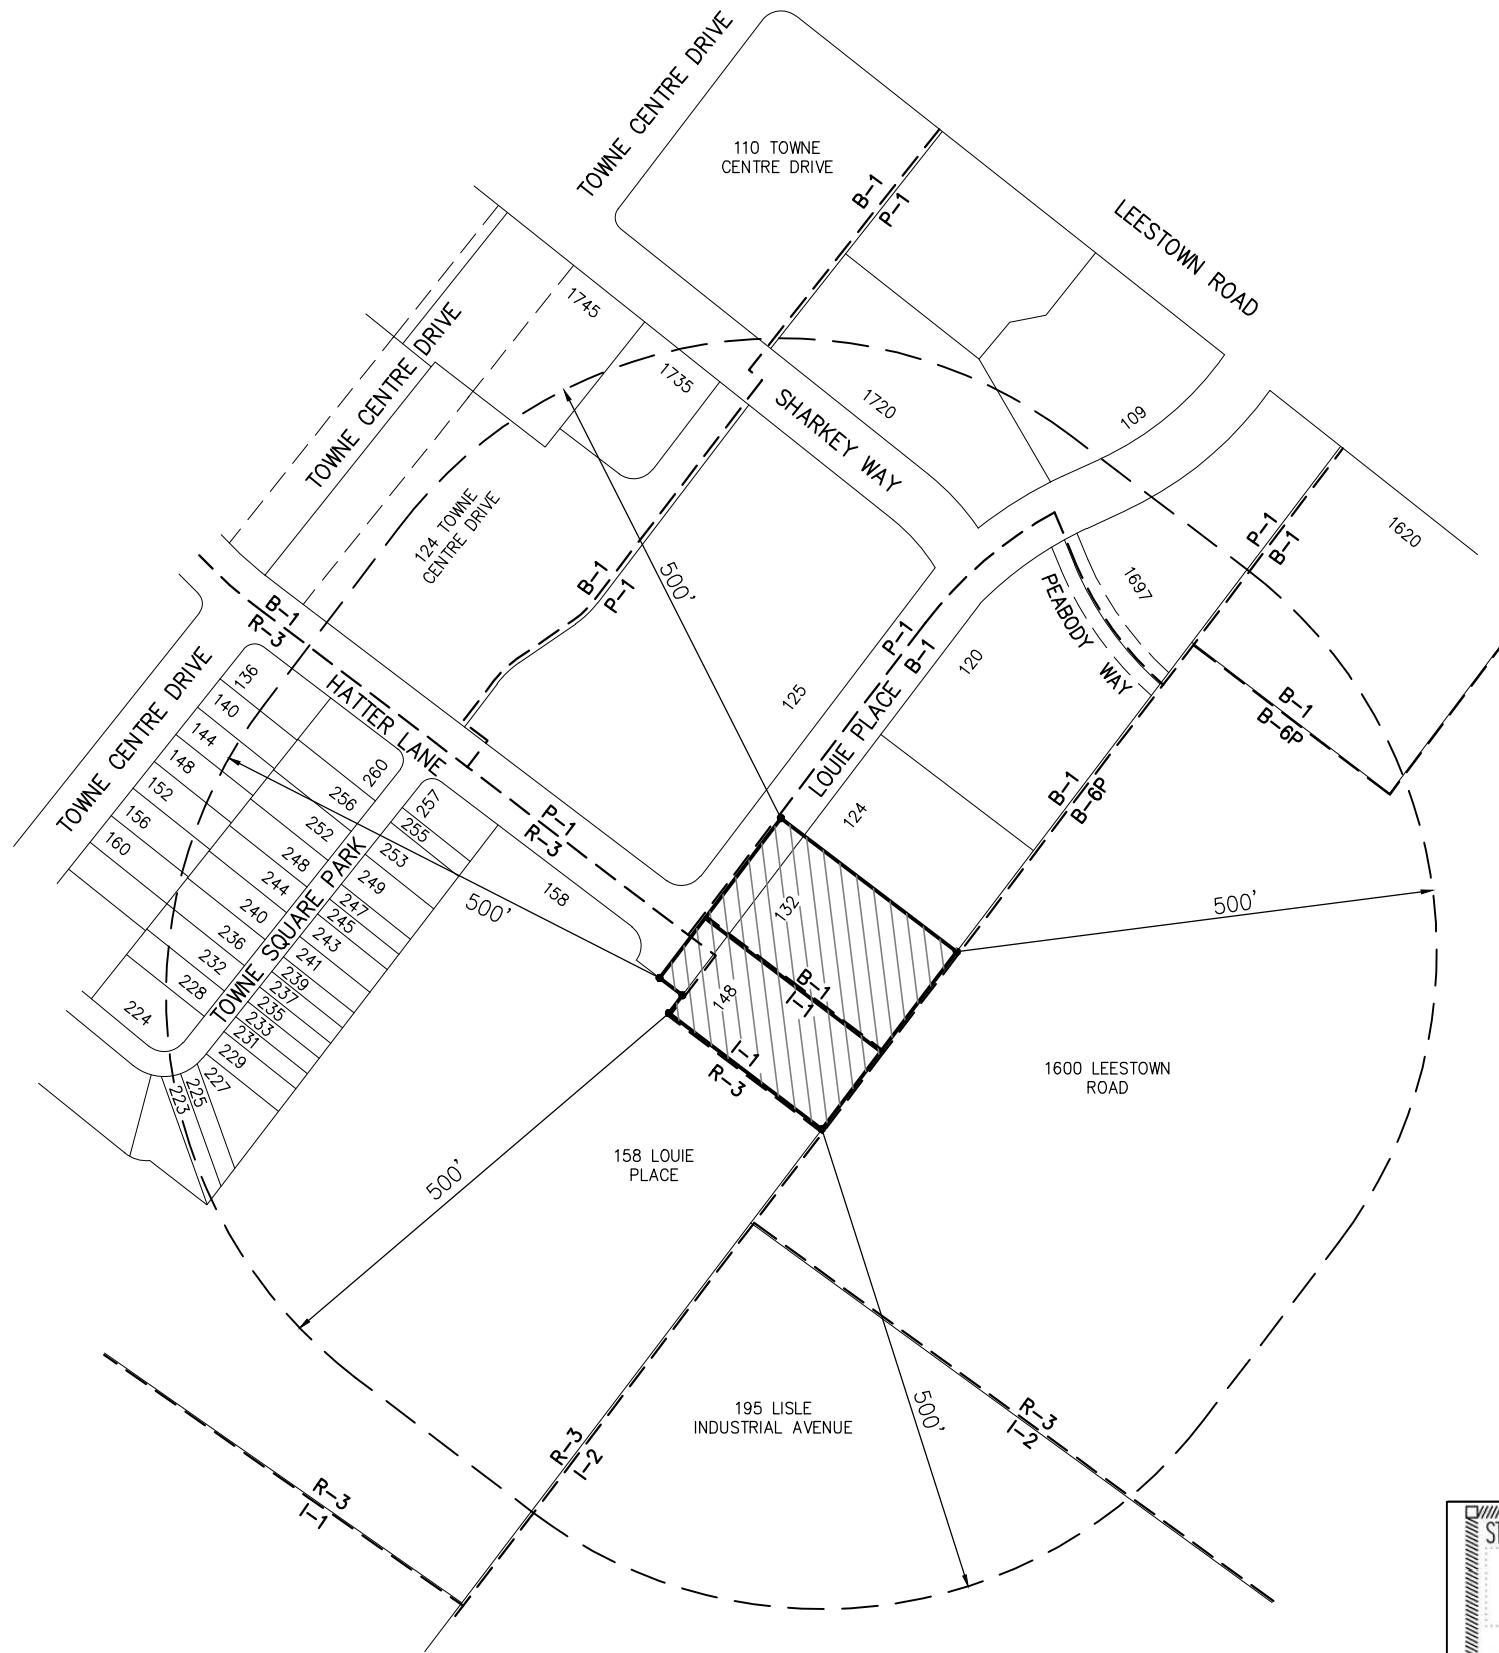 TOWNE CENTRE DRIVE
110 TOWNE
CENTRE DRIVE
B-1
P-1
LEESTOWN ROAD
TOWNE CENTRE DRIVE
1745
1735
SHARKEY WAY
1720
109
124 TOWNE
CENTRE DRIVE
B-1
P-1
500'
P-1
B-1
1620
1697
PEABODY WAY
B-1
R-3
HATTER LANE
TOWNE CENTRE DRIVE
P-1
B-1
120
LOUIE PLACE
125
B-1
B-6P
B-1
B-6P
124
136
140
144
148
152
156
160
260
256
252
248
244
240
236
232
228
224
TOWNE SQUARE PARK
257
255
253
249
247
245
243
241
239
237
235
233
231
229
227
225
223
P-1
R-3
158
500'
132
B-1
I-1
148
I-1
R-3
500'
1600 LEESTOWN
ROAD
158 LOUIE
PLACE
500'
195 LISLE
INDUSTRIAL AVENUE
500'
R-3
I-2
R-3
I-2
R-3
I-1